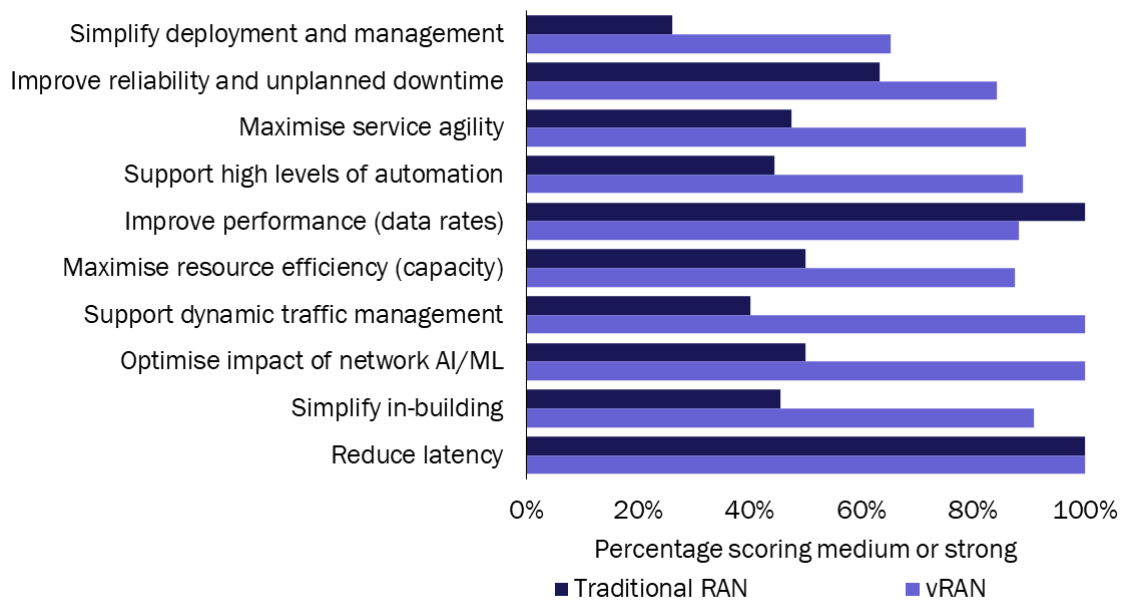 Simplify deployment and management
Improve reliability and unplanned downtime
Maximise service agility
Support high levels of automation
Improve performance (data rates)
Maximise resource efficiency (capacity)
Support dynamic traffic management
Optimise impact of network AI/ML
Simplify in-building
Reduce latency
0% 20% 40% 60% 80% 100%
Percentage scoring medium or strong
Traditional RAN vRAN